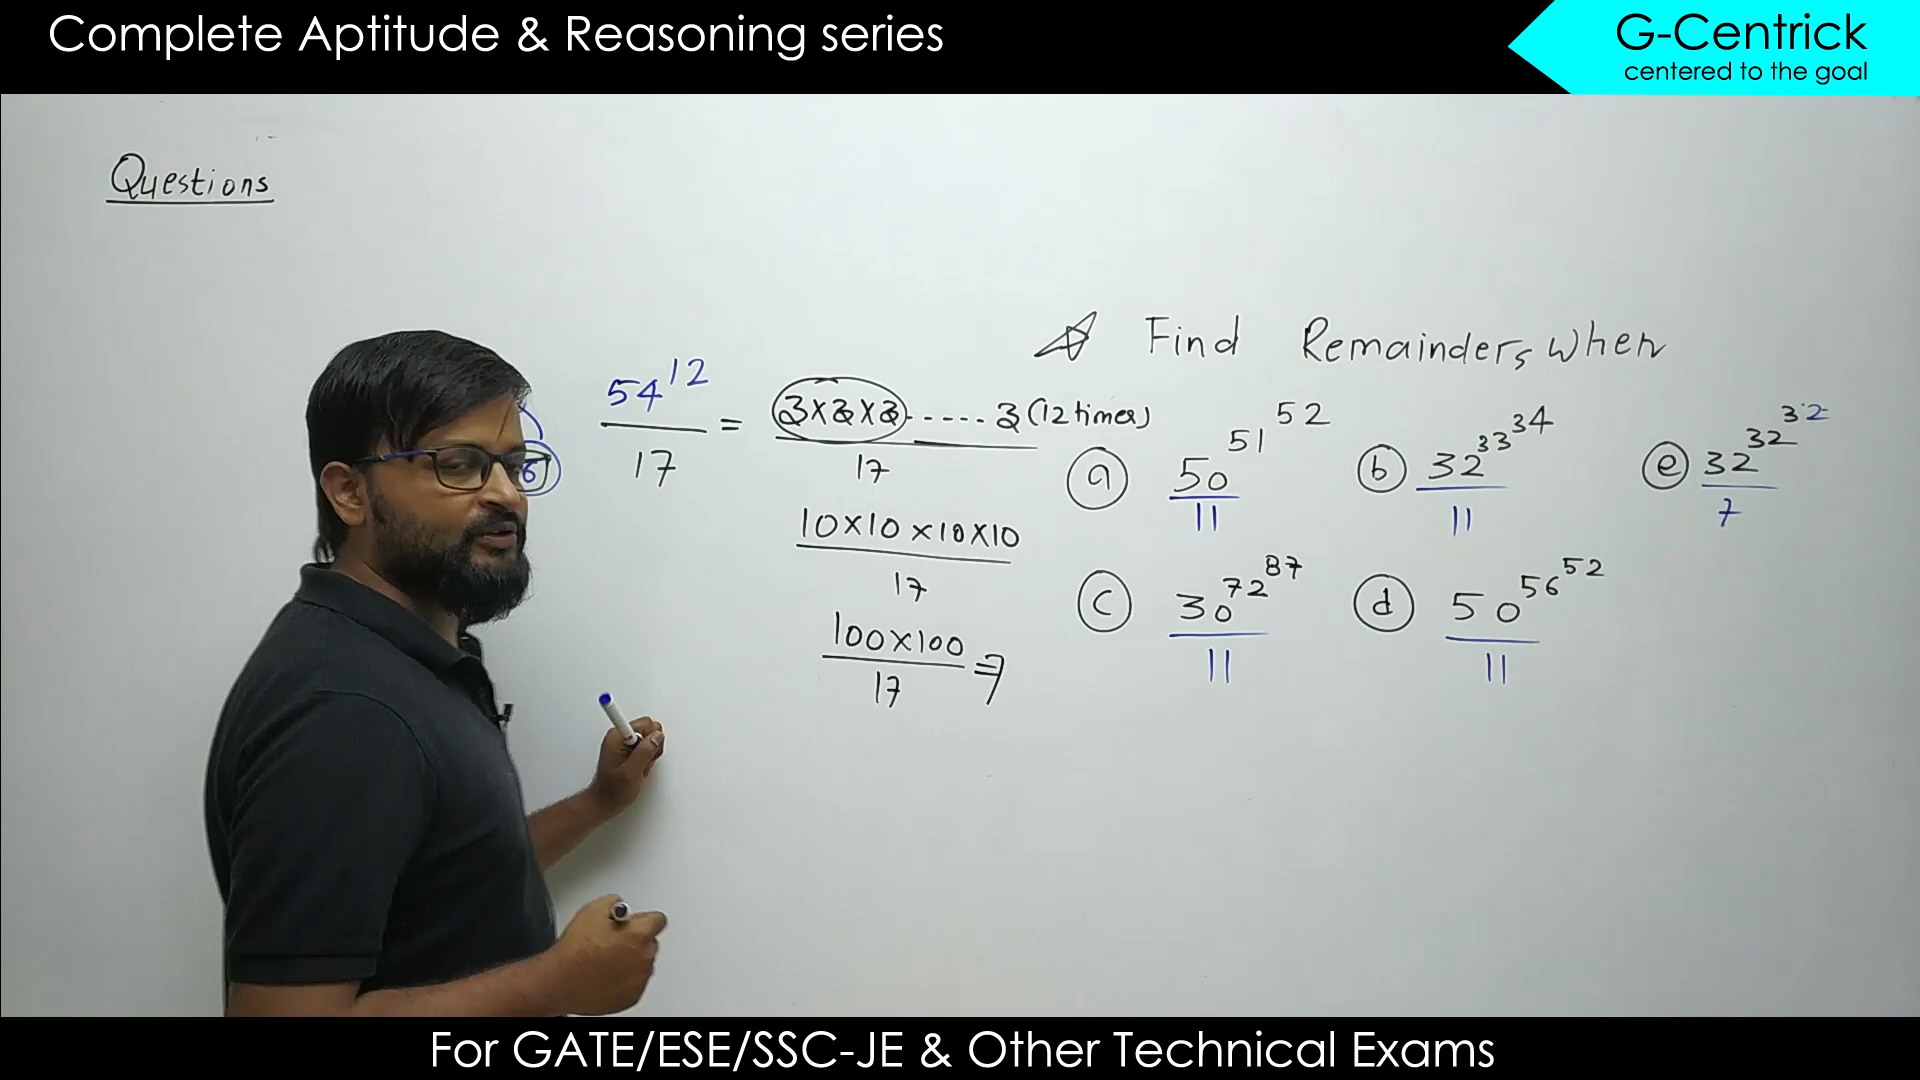 Complete Aptitude & Reasoning series
G-Centrick
centered to the goal
Questions
☆ Find Remainders when
54^12 / 17 = 3×3×3 ----- 3 (12 times) / 17
10×10×10×10 / 17
100×100 / 17 ⇒
6
(a) 50^51^52 / 11
(b) 32^33^34 / 11
(e) 32^32^32 / 7
(c) 30^72^87 / 11
(d) 50^56^52 / 11
For GATE/ESE/SSC-JE & Other Technical Exams